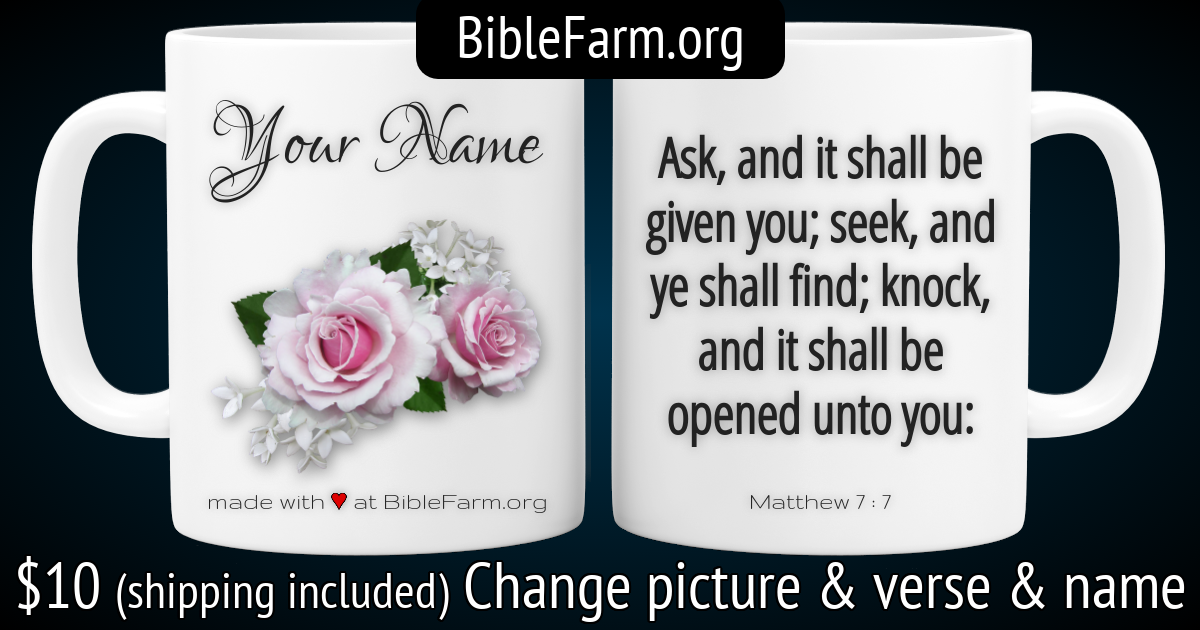 BibleFarm.org
Your Name
made with ♥ at BibleFarm.org
Ask, and it shall be
given you; seek, and
ye shall find; knock,
and it shall be
opened unto you:
Matthew 7 : 7
$10 (shipping included) Change picture & verse & name